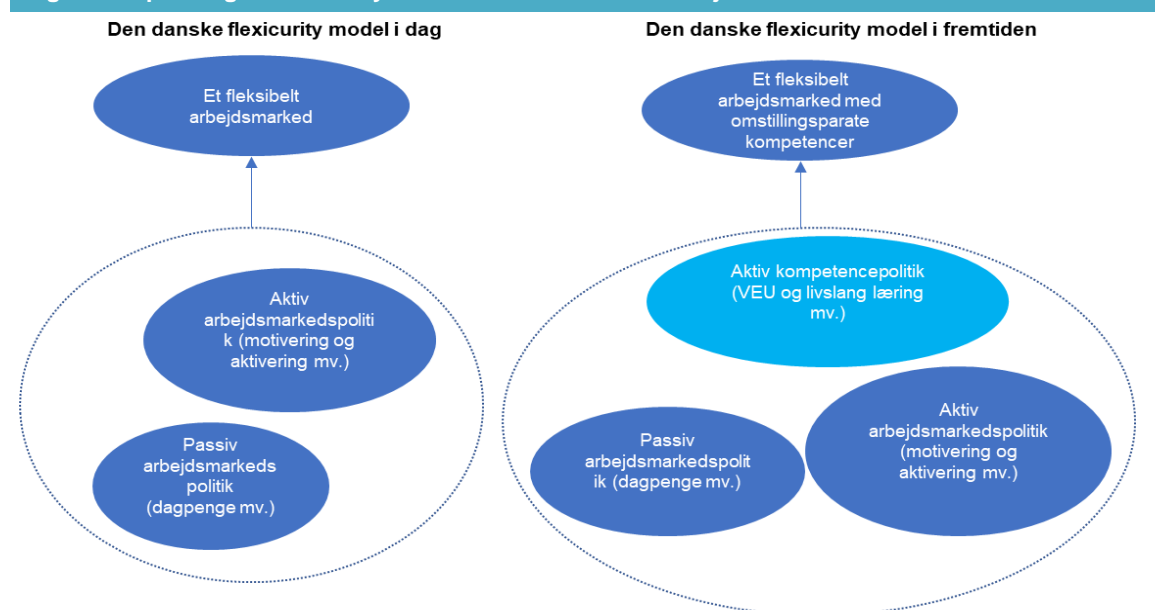 Den danske flexicurity model i dag
Et fleksibelt
arbejdsmarked
Aktiv
arbejdsmarkedspoliti
k (motivering og
aktivering mv.)
Passiv
arbejdsmarkeds
politik
(dagpenge mv.)
Den danske flexicurity model i fremtiden
Et fleksibelt
arbejdsmarked med
omstillingsparate
kompetencer
Aktiv kompetencepolitik
(VEU og livslang læring
mv.)
Passiv
arbejdsmarkedspolit
ik (dagpenge mv.)
Aktiv
arbejdsmarkedspolitik
(motivering og
aktivering mv.)